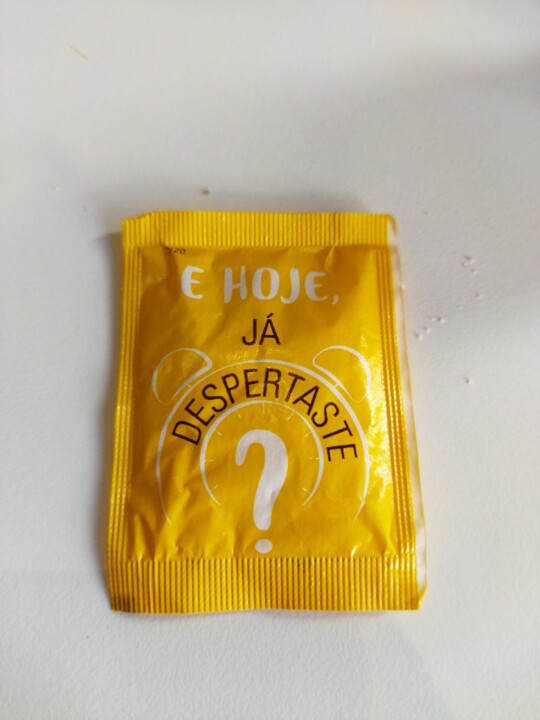 E HOJE,
JÁ
DESPERTASTE
?